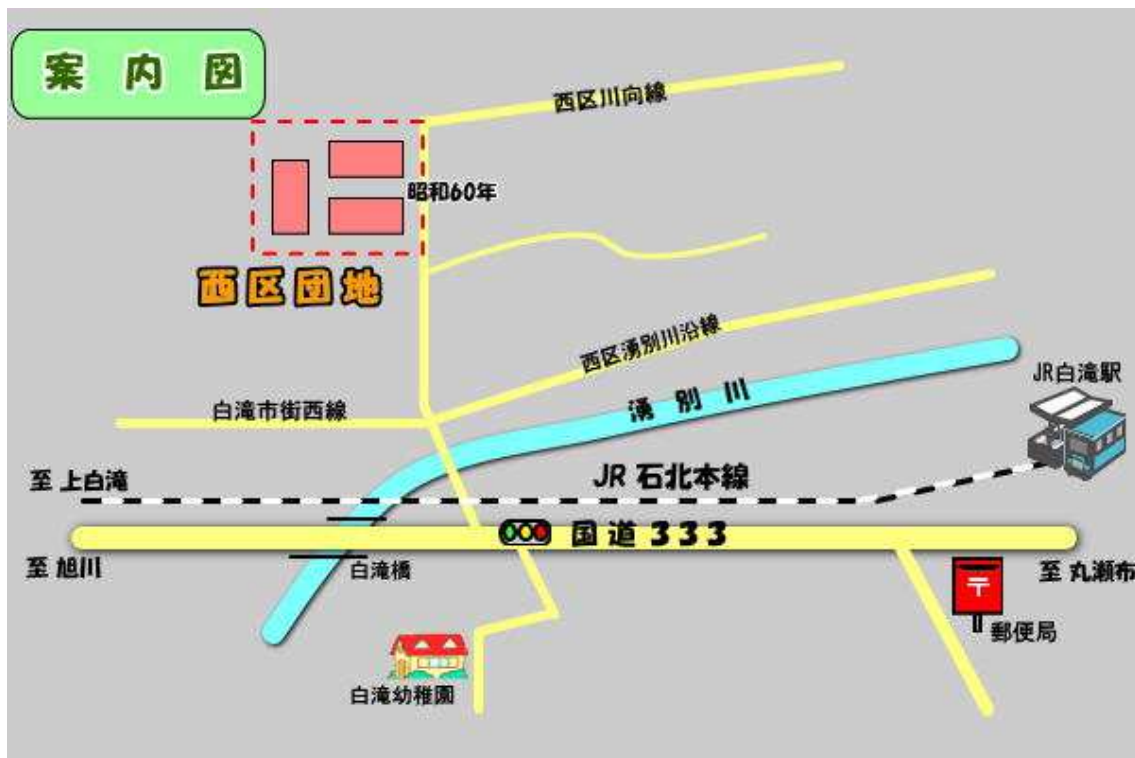 案内図
西区川向線
昭和60年
西区団地
西区湧別川沿線
JR白滝駅
湧別川
白滝市街西線
JR 石北本線
至 上白滝
国道333
至 旭川
白滝橋
至 丸瀬布
〒
郵便局
白滝幼稚園